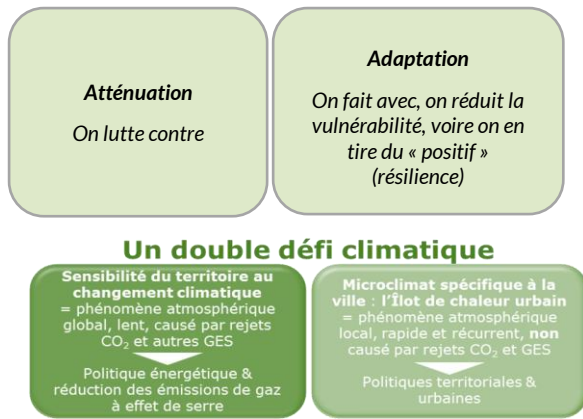 Atténuation
On lutte contre
Adaptation
On fait avec, on réduit la
vulnérabilité, voire on en
tire du « positif »
(résilience)
Un double défi climatique
Sensibilité du territoire au
changement climatique
= phénomène atmosphérique
global, lent, causé par rejets
CO₂ et autres GES
Politique énergétique &
réduction des émissions de gaz
à effet de serre
Microclimat spécifique à la
ville : l'Îlot de chaleur urbain
= phénomène atmosphérique
local, rapide et récurrent, non
causé par rejets CO₂ et GES
Politiques territoriales &
urbaines